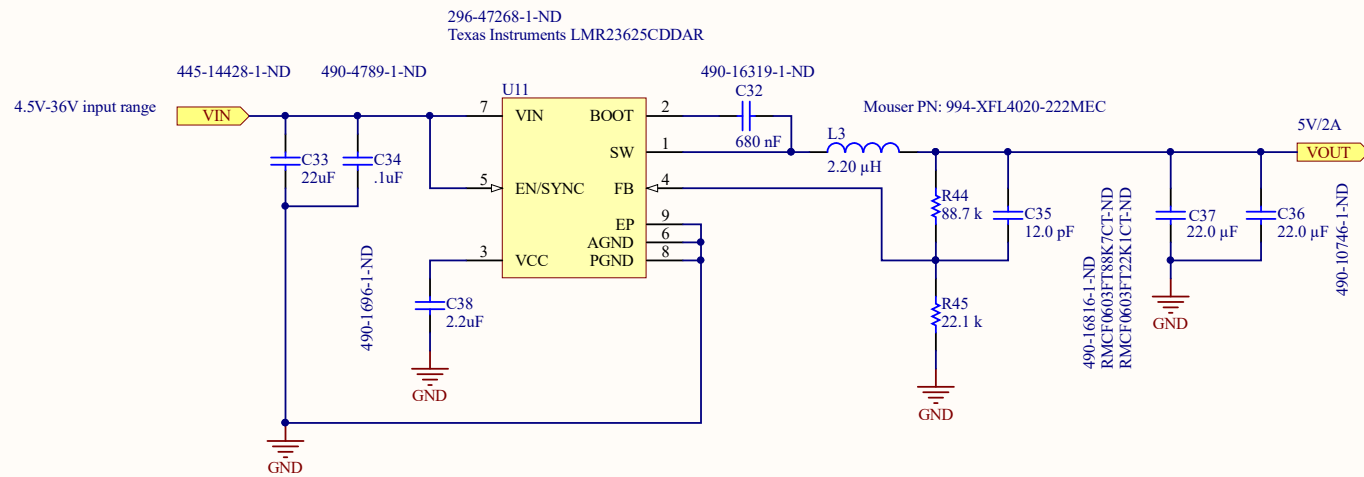 296-47268-1-ND
Texas Instruments LMR23625CDDAR
445-14428-1-ND
490-4789-1-ND
490-16319-1-ND
4.5V-36V input range
VIN
U11
7
VIN
BOOT
2
C32
680 nF
Mouser PN: 994-XFL4020-222MEC
SW
1
L3
2.20 µH
5V/2A
VOUT
C33
22uF
C34
.1uF
5
EN/SYNC
FB
4
EP
9
AGND
6
PGND
8
3
VCC
R44
88.7 k
C35
12.0 pF
C37
22.0 µF
C36
22.0 µF
490-10746-1-ND
490-1696-1-ND
C38
2.2uF
GND
R45
22.1 k
GND
490-16816-1-ND
RMCF0603FT88K7CT-ND
RMCF0603FT22K1CT-ND
GND
GND